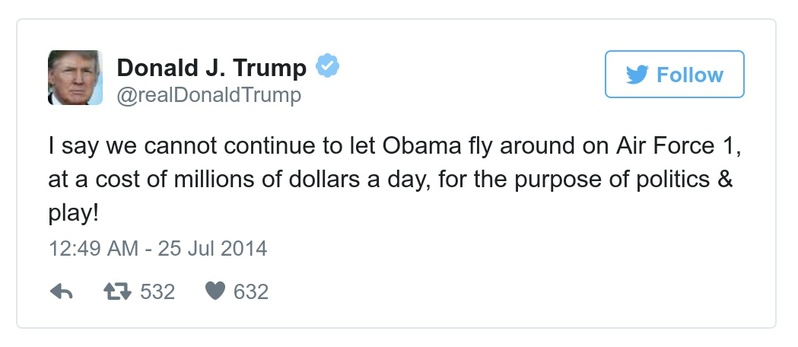 Donald J. Trump
@realDonaldTrump
Follow
I say we cannot continue to let Obama fly around on Air Force 1,
at a cost of millions of dollars a day, for the purpose of politics &
play!
12:49 AM - 25 Jul 2014
532 632